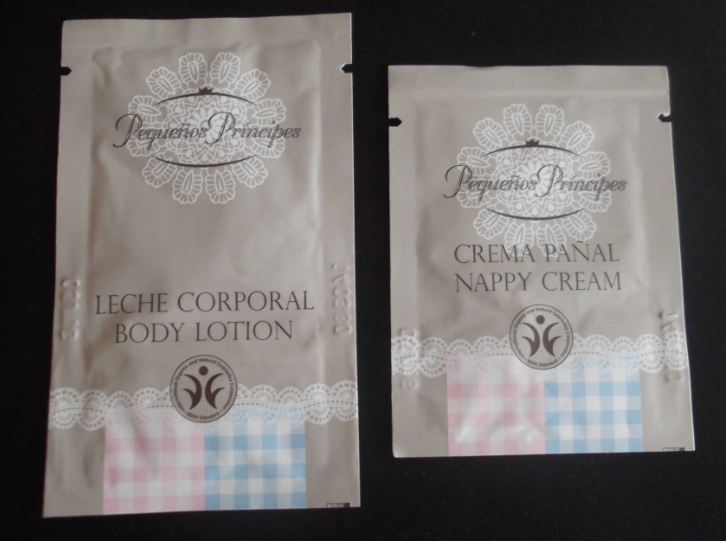 Pequeños Príncipes
LECHE CORPORAL
BODY LOTION
Pequeños Príncipes
CREMA PAÑAL
NAPPY CREAM